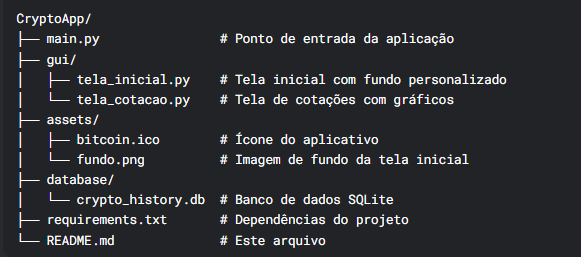 CryptoApp/
├── main.py                 # Ponto de entrada da aplicação
├── gui/
│   ├── tela_inicial.py     # Tela inicial com fundo personalizado
│   └── tela_cotacao.py     # Tela de cotações com gráficos
├── assets/
│   ├── bitcoin.ico         # Ícone do aplicativo
│   └── fundo.png           # Imagem de fundo da tela inicial
├── database/
│   └── crypto_history.db  # Banco de dados SQLite
├── requirements.txt        # Dependências do projeto
└── README.md               # Este arquivo